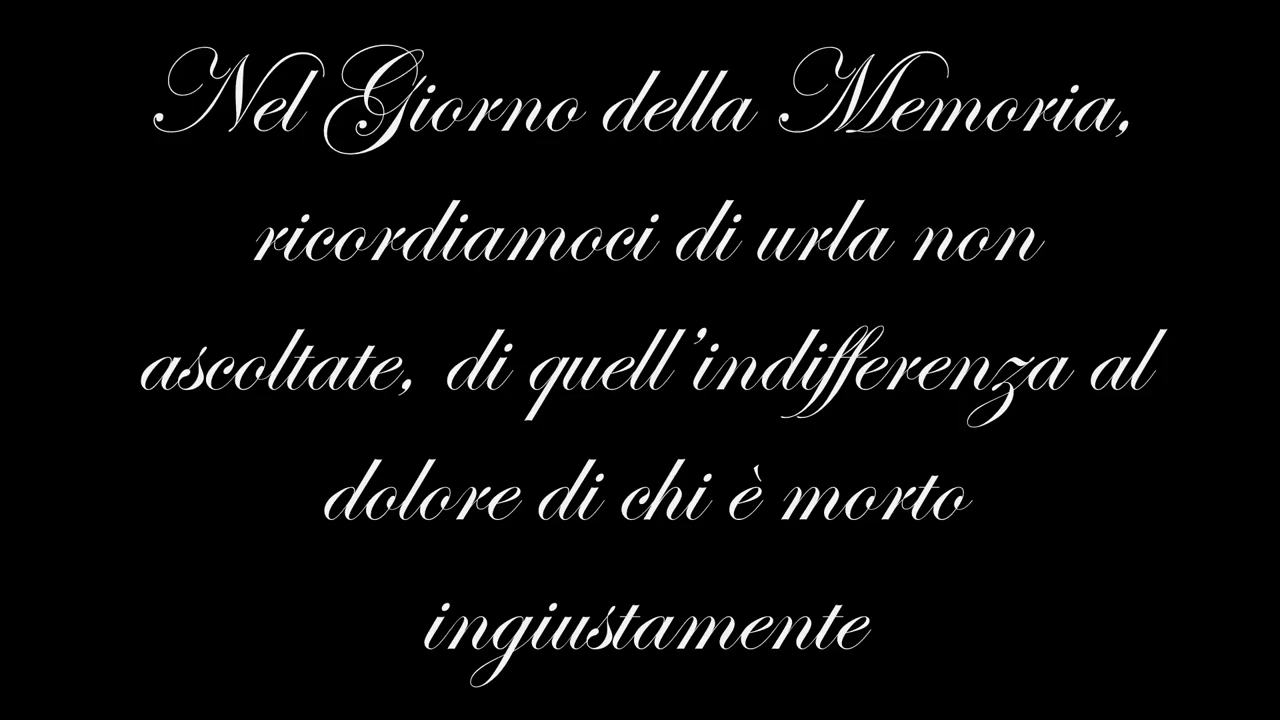 Nel Giorno della Memoria,
ricordiamoci di urla non
ascoltate, di quell'indifferenza al
dolore di chi è morto
ingiustamente